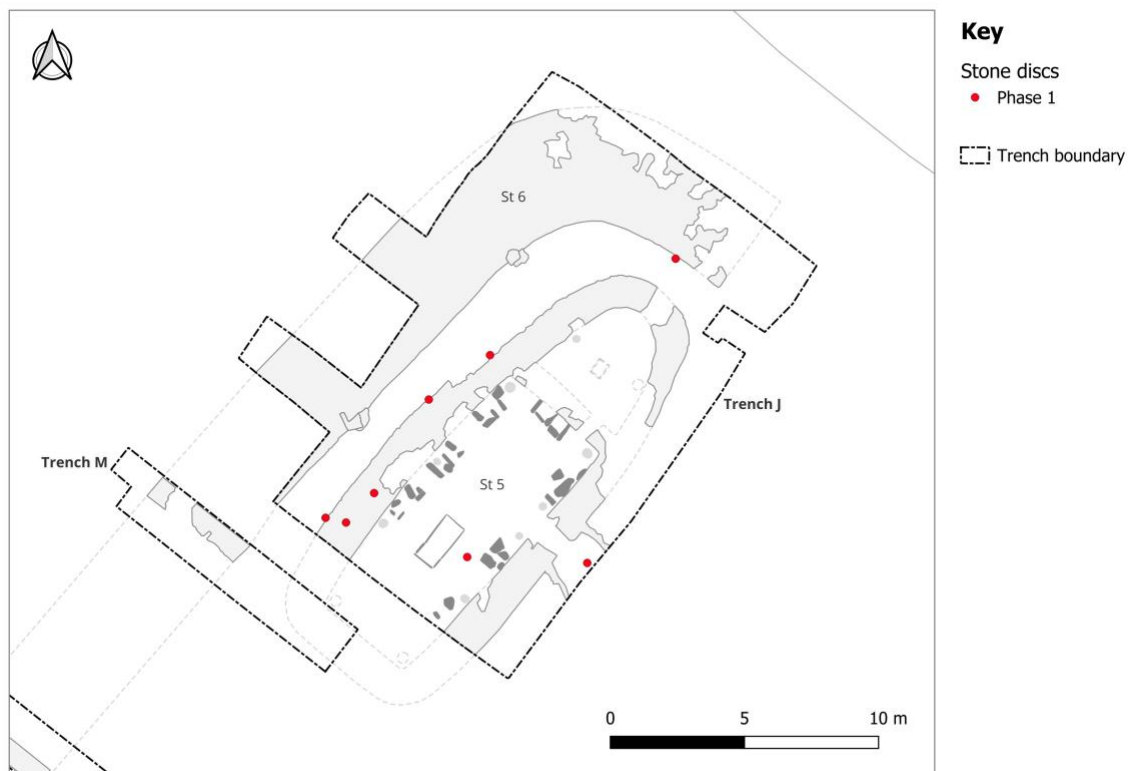 Key
Stone discs
Phase 1
Trench boundary
St 6
Trench J
Trench M
St 5
0 5 10 m